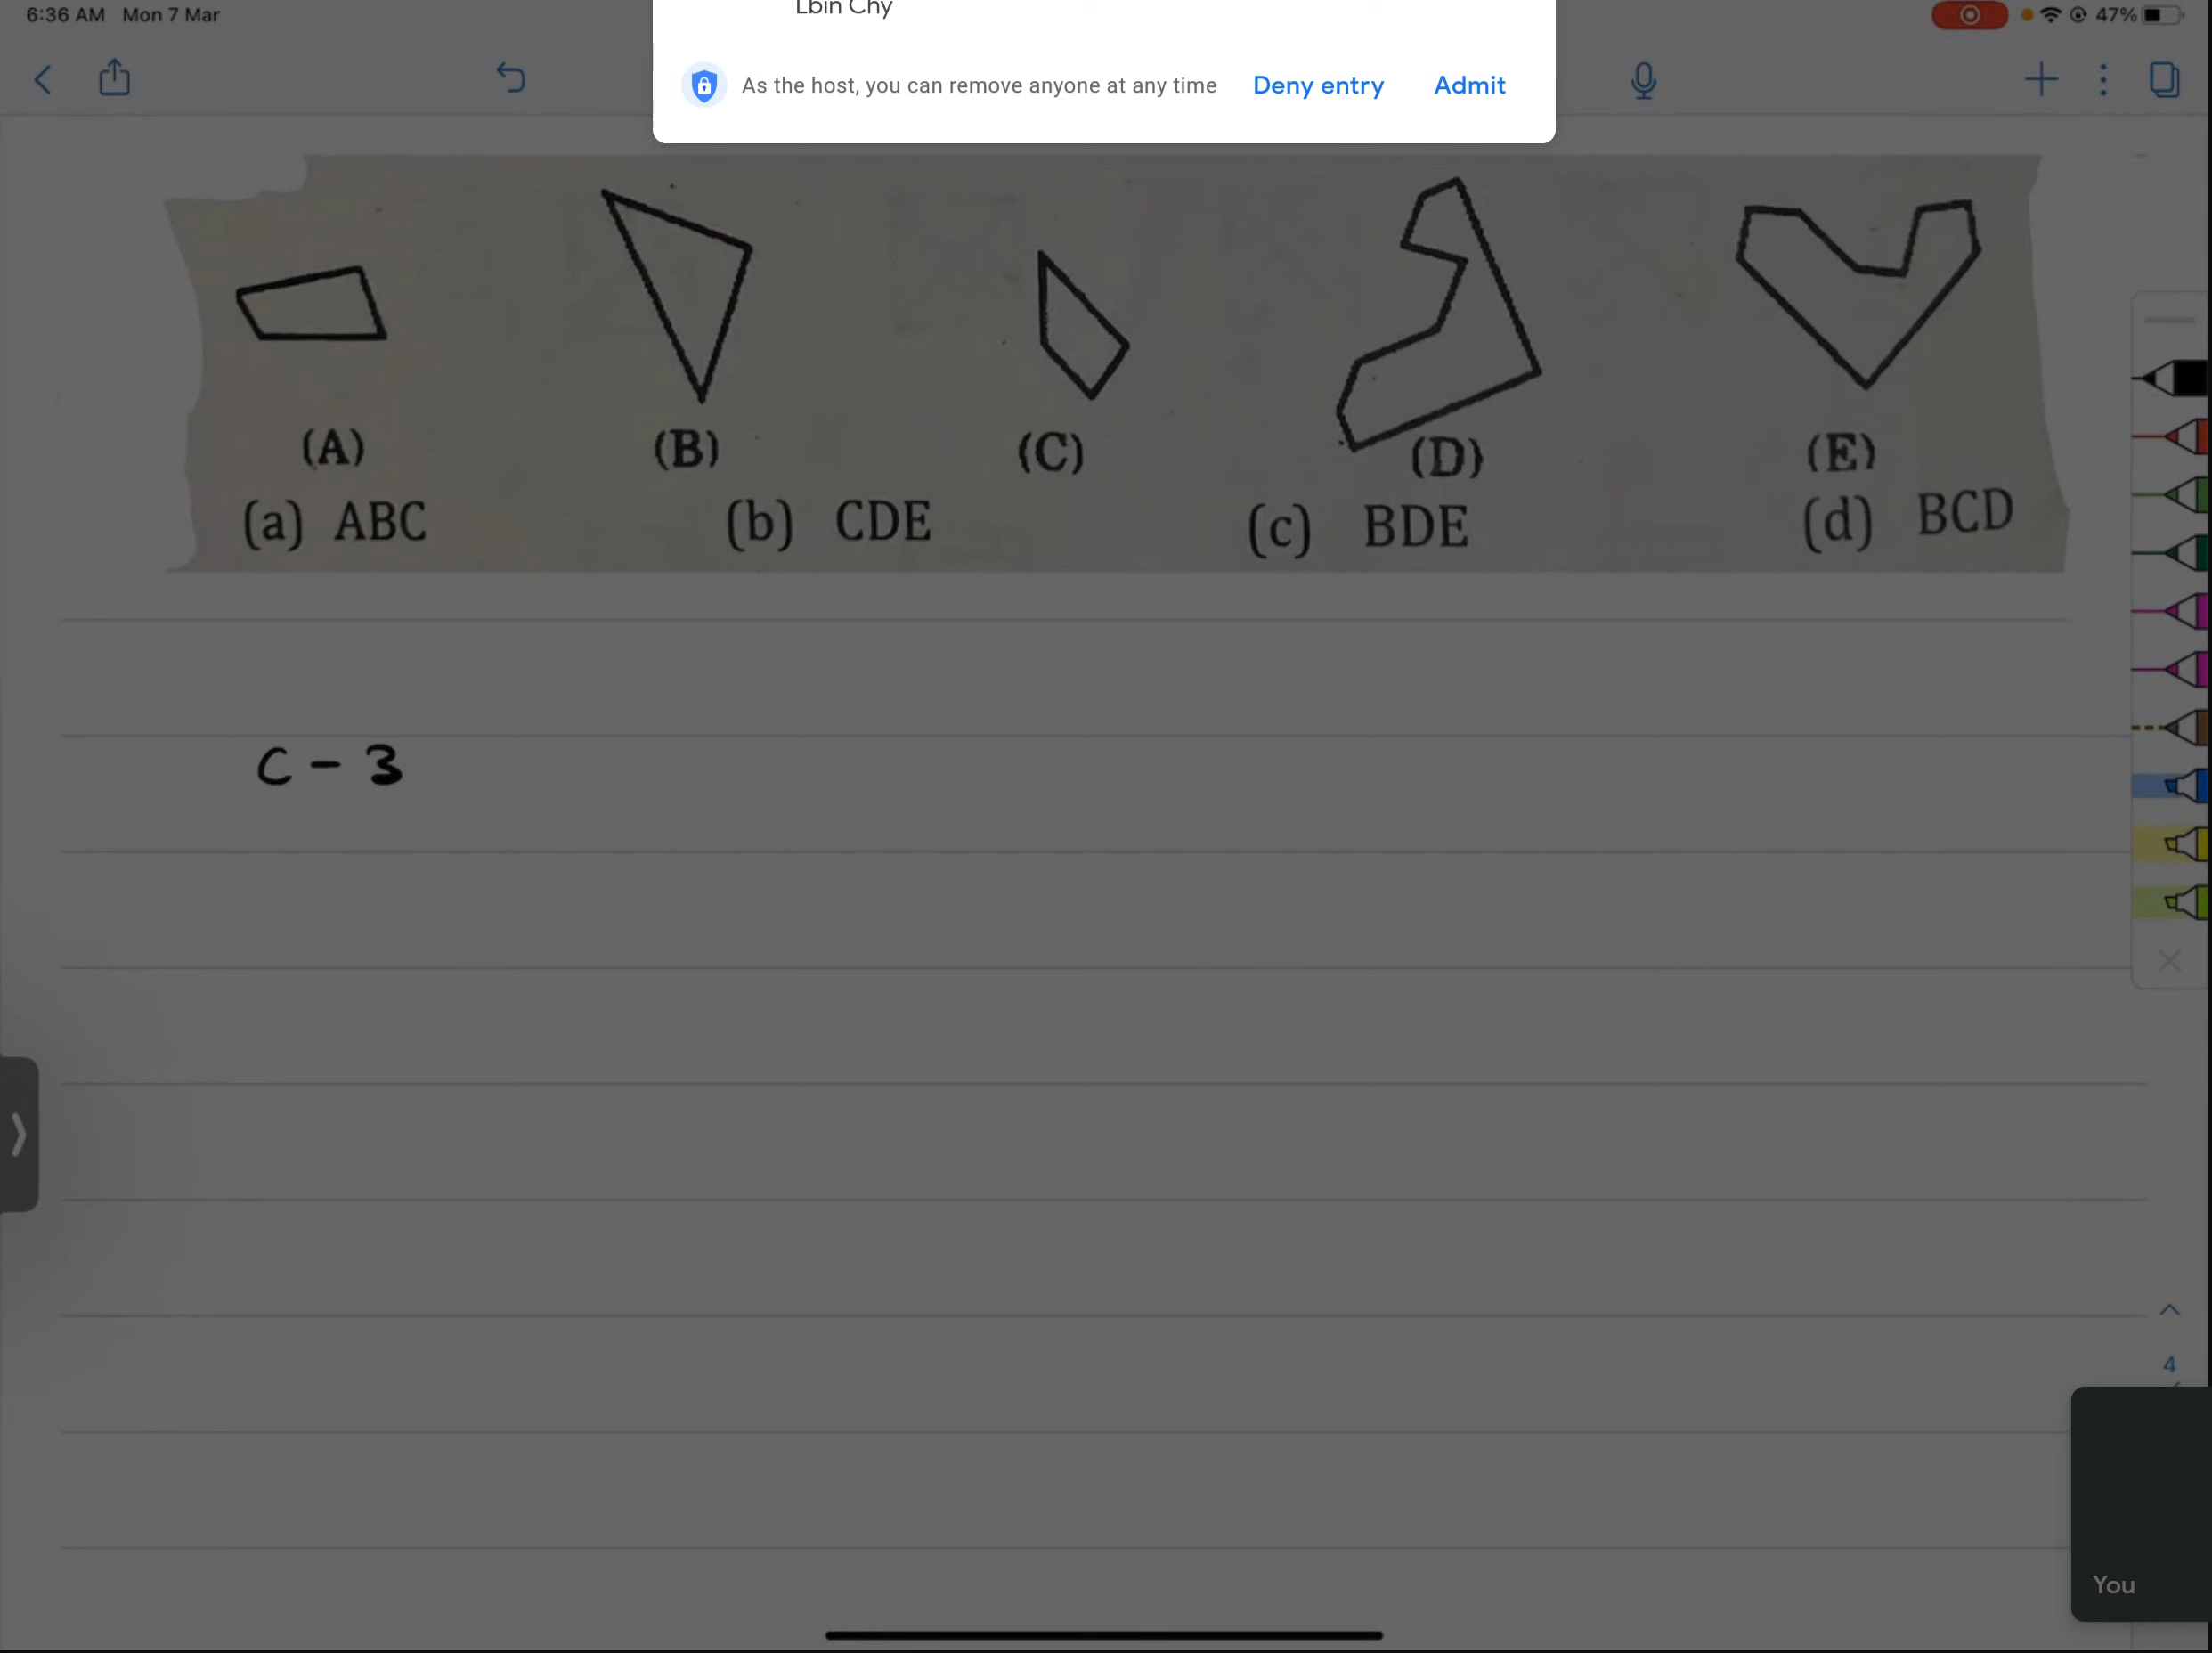 6:36 AM Mon 7 Mar
47%
Lbin Chy
As the host, you can remove anyone at any time Deny entry Admit
(A) (B) (C) (D) (E)
(a) ABC (b) CDE (c) BDE (d) BCD
C - 3
4
You